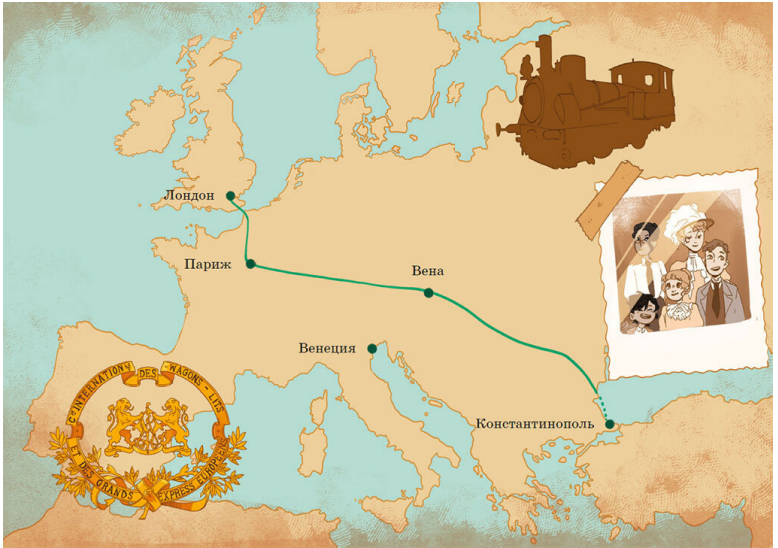 Лондон
Париж
Вена
Венеция
Константинополь
Cie INTERNATIONALE DES WAGONS-LITS
ET DES GRANDS EXPRESS EUROPÉENS